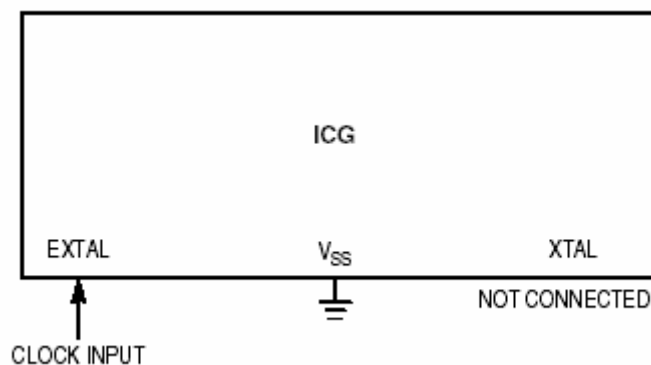 ICG
EXTAL
VSS
XTAL
NOT CONNECTED
CLOCK INPUT